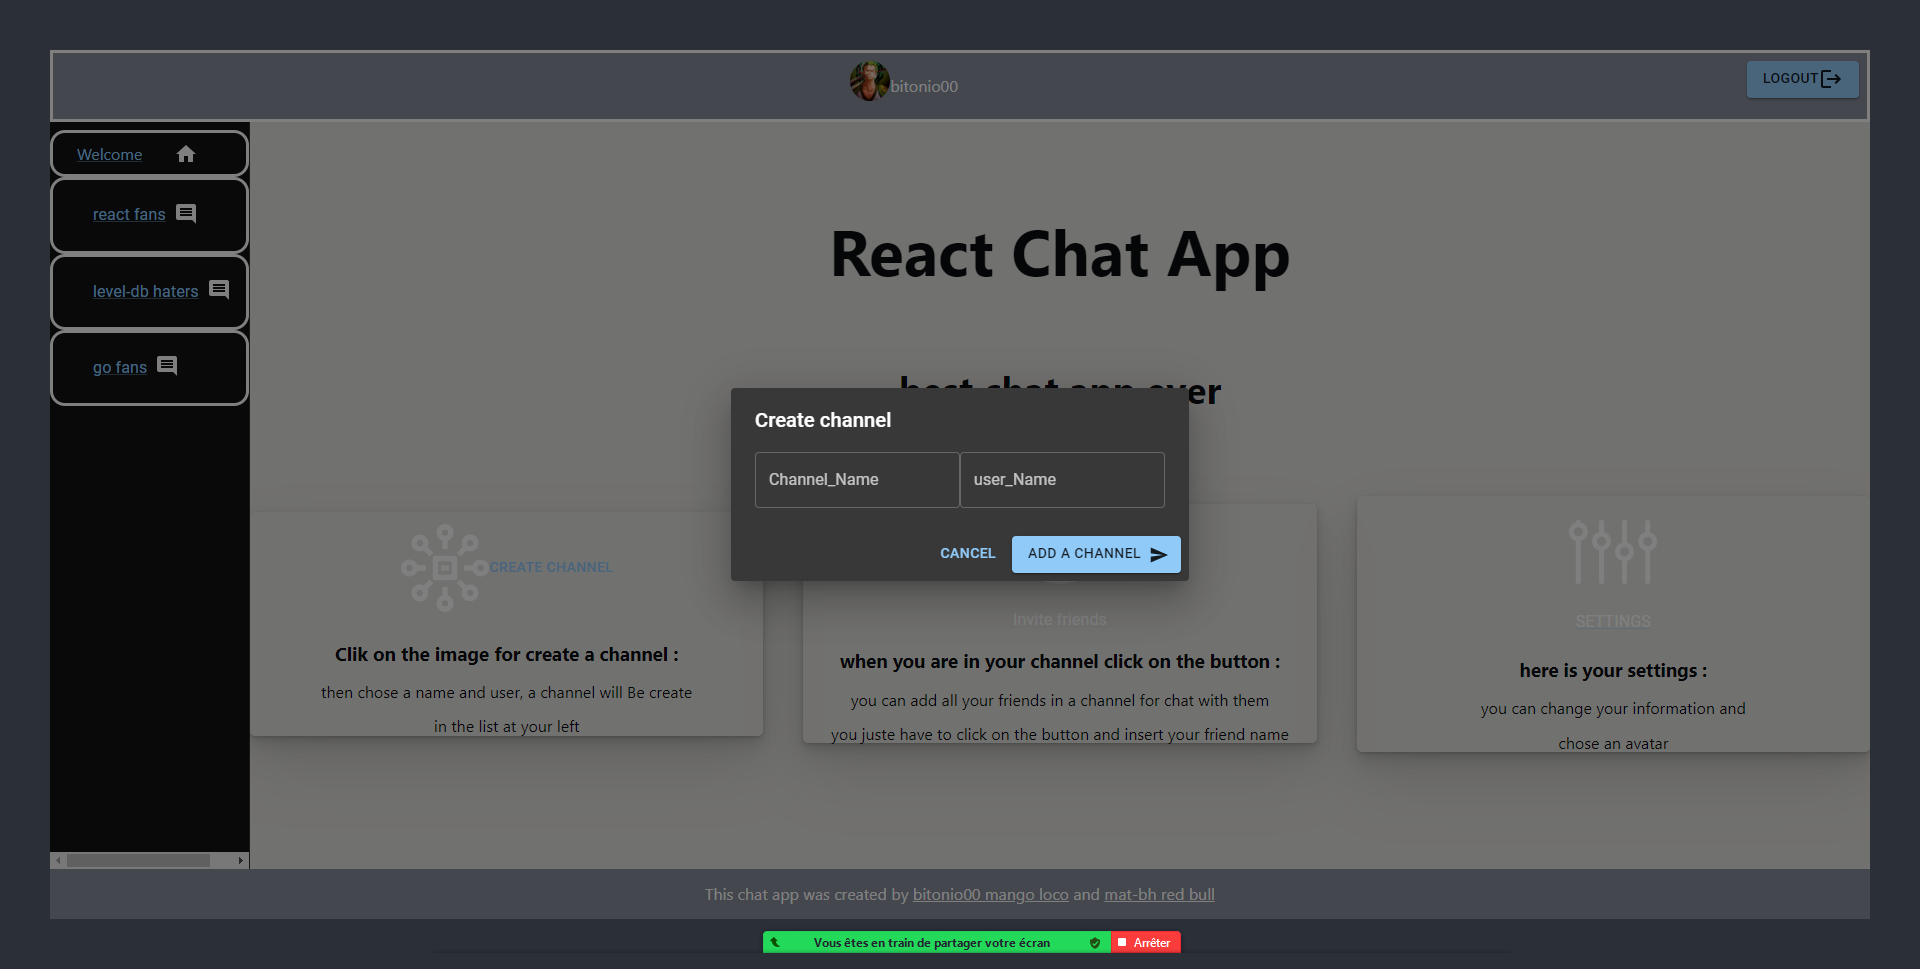 bitonio00
LOGOUT
Welcome
react fans
level-db haters
go fans
React Chat App
best chat app ever
Create channel
Channel_Name
user_Name
CANCEL
ADD A CHANNEL
CREATE CHANNEL
Clik on the image for create a channel :
then chose a name and user, a channel will Be create
in the list at your left
Invite friends
when you are in your channel click on the button :
you can add all your friends in a channel for chat with them
you juste have to click on the button and insert your friend name
SETTINGS
here is your settings :
you can change your information and
chose an avatar
This chat app was created by bitonio00 mango loco and mat-bh red bull
Vous êtes en train de partager votre écran
Arrêter